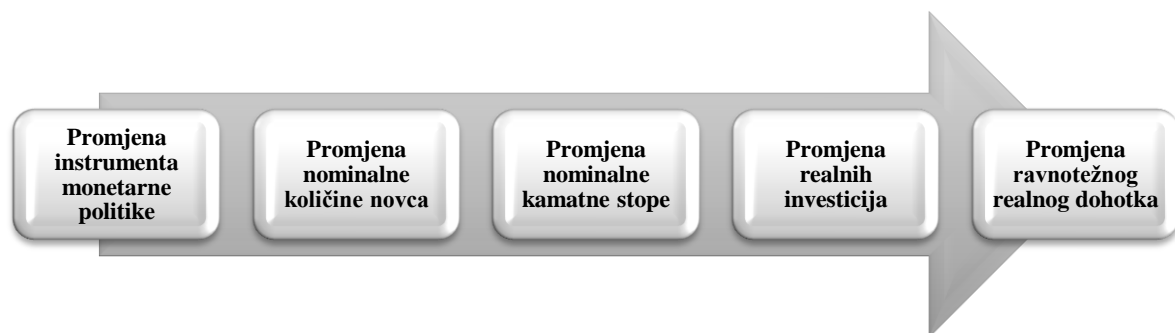 Promjena
instrumenta
monetarne
politike
Promjena
nominalne
količine novca
Promjena
nominalne
kamatne stope
Promjena
realnih
investicija
Promjena
ravnotežnog
realnog dohotka